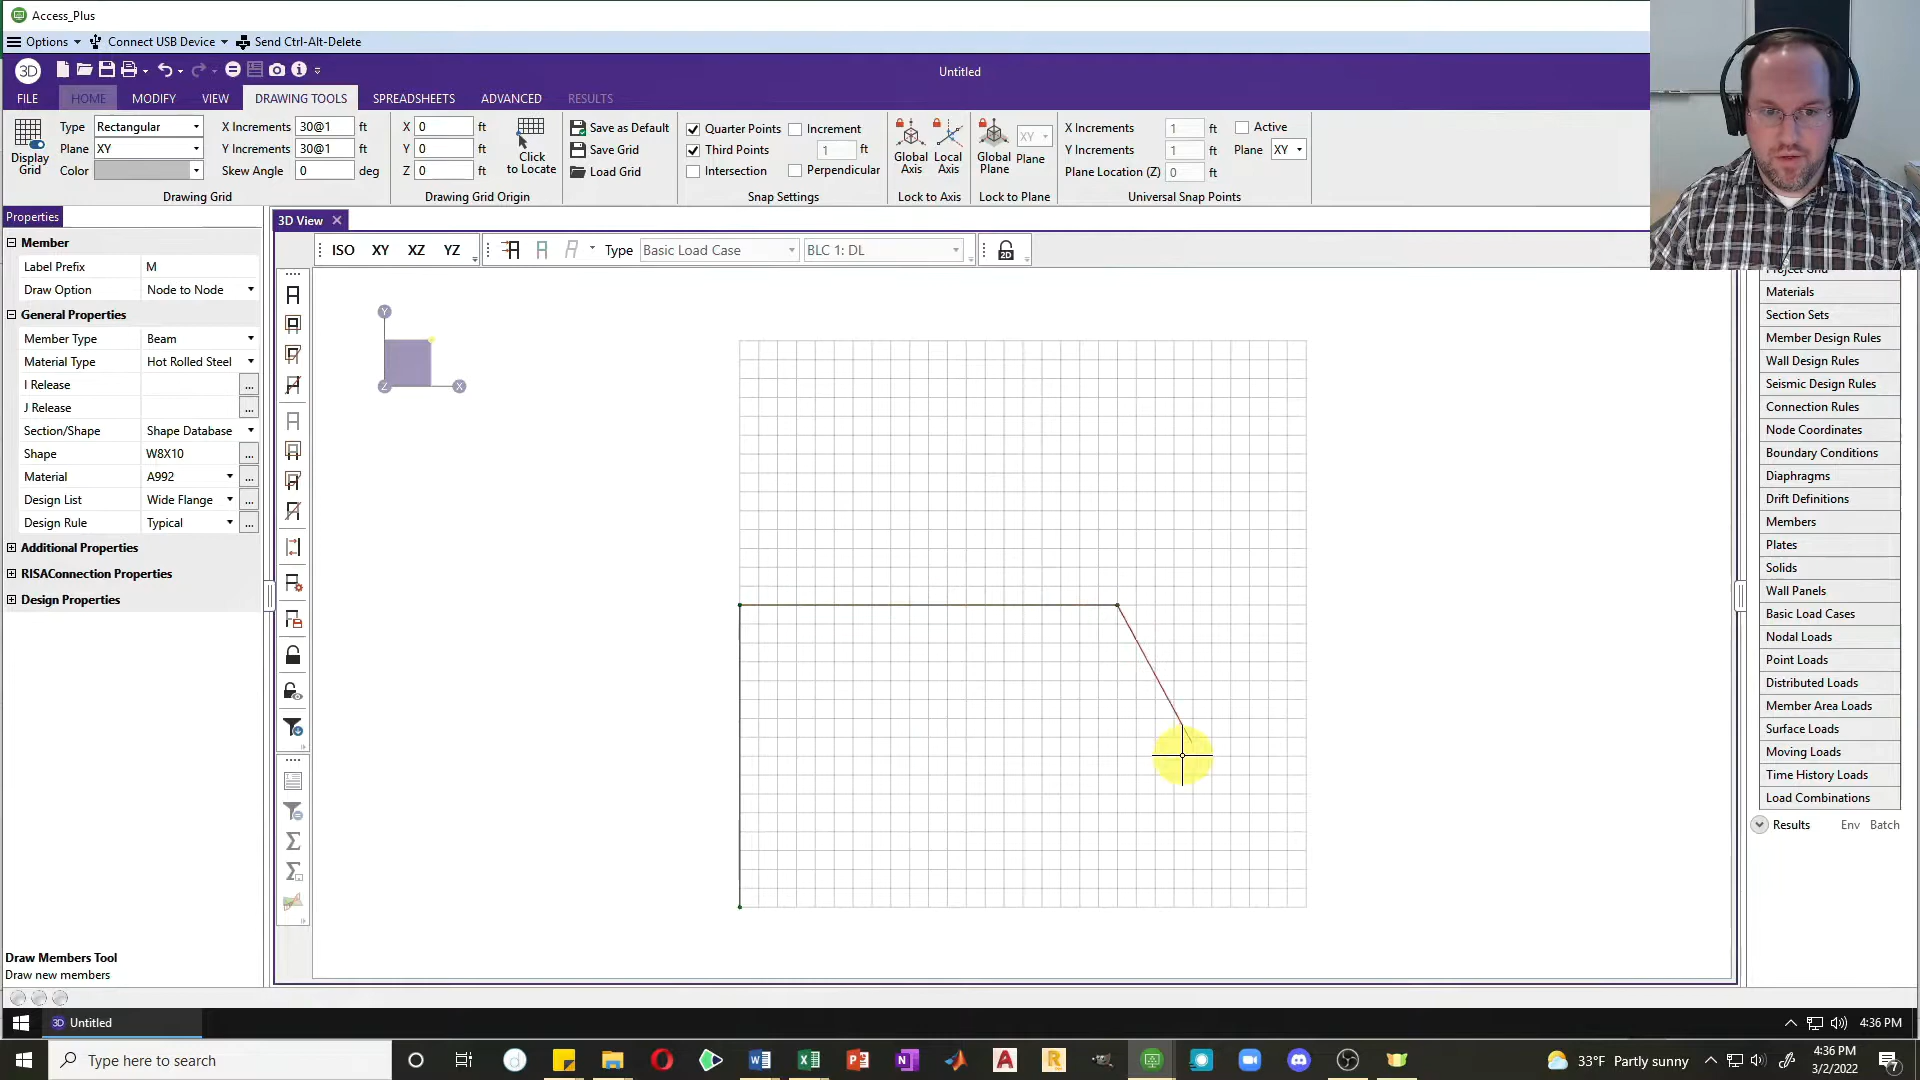 Access_Plus
Options Connect USB Device Send Ctrl-Alt-Delete
3D Untitled
FILE HOME MODIFY VIEW DRAWING TOOLS SPREADSHEETS ADVANCED RESULTS
Display Grid
Type Rectangular
Plane XY
Color
X Increments 30@1 ft
Y Increments 30@1 ft
Skew Angle 0 deg
Drawing Grid
X 0 ft
Y 0 ft
Z 0 ft
Click to Locate
Drawing Grid Origin
Save as Default
Save Grid
Load Grid
Quarter Points Increment
Third Points 1 ft
Intersection Perpendicular
Snap Settings
Global Axis
Local Axis
Lock to Axis
Global Plane
XY
Plane
Lock to Plane
X Increments 1 ft Active
Y Increments 1 ft Plane XY
Plane Location (Z) 0 ft
Universal Snap Points
Properties
Member
Label Prefix M
Draw Option Node to Node
General Properties
Member Type Beam
Material Type Hot Rolled Steel
I Release ...
J Release ...
Section/Shape Shape Database
Shape W8X10 ...
Material A992 ...
Design List Wide Flange ...
Design Rule Typical ...
Additional Properties
RISAConnection Properties
Design Properties
Draw Members Tool
Draw new members
3D View
ISO XY XZ YZ Type Basic Load Case BLC 1: DL 2D
Y
Z X
Project Grid
Materials
Section Sets
Member Design Rules
Wall Design Rules
Seismic Design Rules
Connection Rules
Node Coordinates
Boundary Conditions
Diaphragms
Drift Definitions
Members
Plates
Solids
Wall Panels
Basic Load Cases
Nodal Loads
Point Loads
Distributed Loads
Member Area Loads
Surface Loads
Moving Loads
Time History Loads
Load Combinations
Results Env Batch
3D Untitled 4:36 PM
Type here to search
33°F Partly sunny
4:36 PM
3/2/2022
7